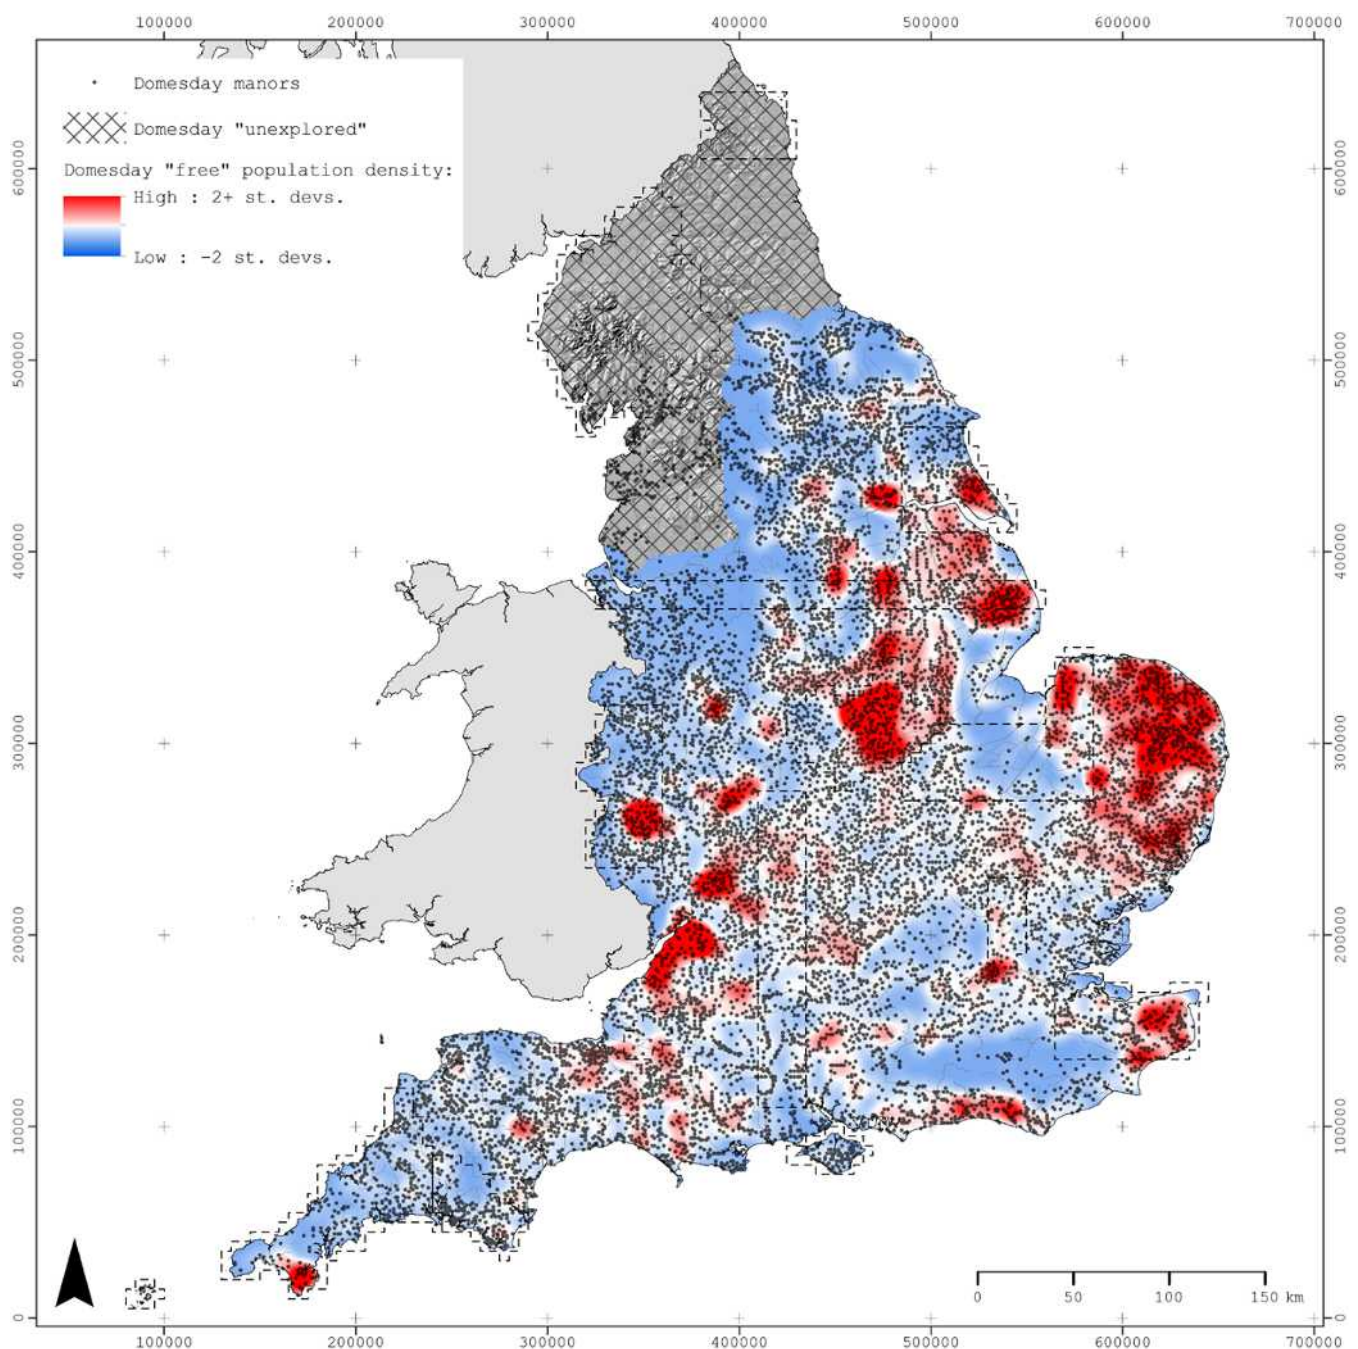 100000 200000 300000 400000 500000 600000 700000
Domesday manors
Domesday "unexplored"
Domesday "free" population density:
High : 2+ st. devs.
Low : -2 st. devs.
600000 600000
500000 500000
400000 400000
300000 300000
200000 200000
100000 100000
0 50 100 150 km
0 0
100000 200000 300000 400000 500000 600000 700000